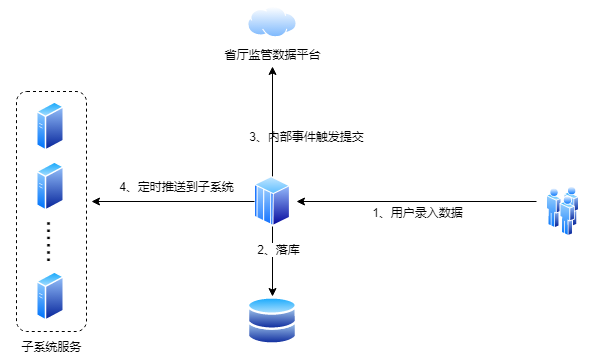 省厅监管数据平台
3、内部事件触发提交
4、定时推送到子系统
1、用户录入数据
2、落库
子系统服务